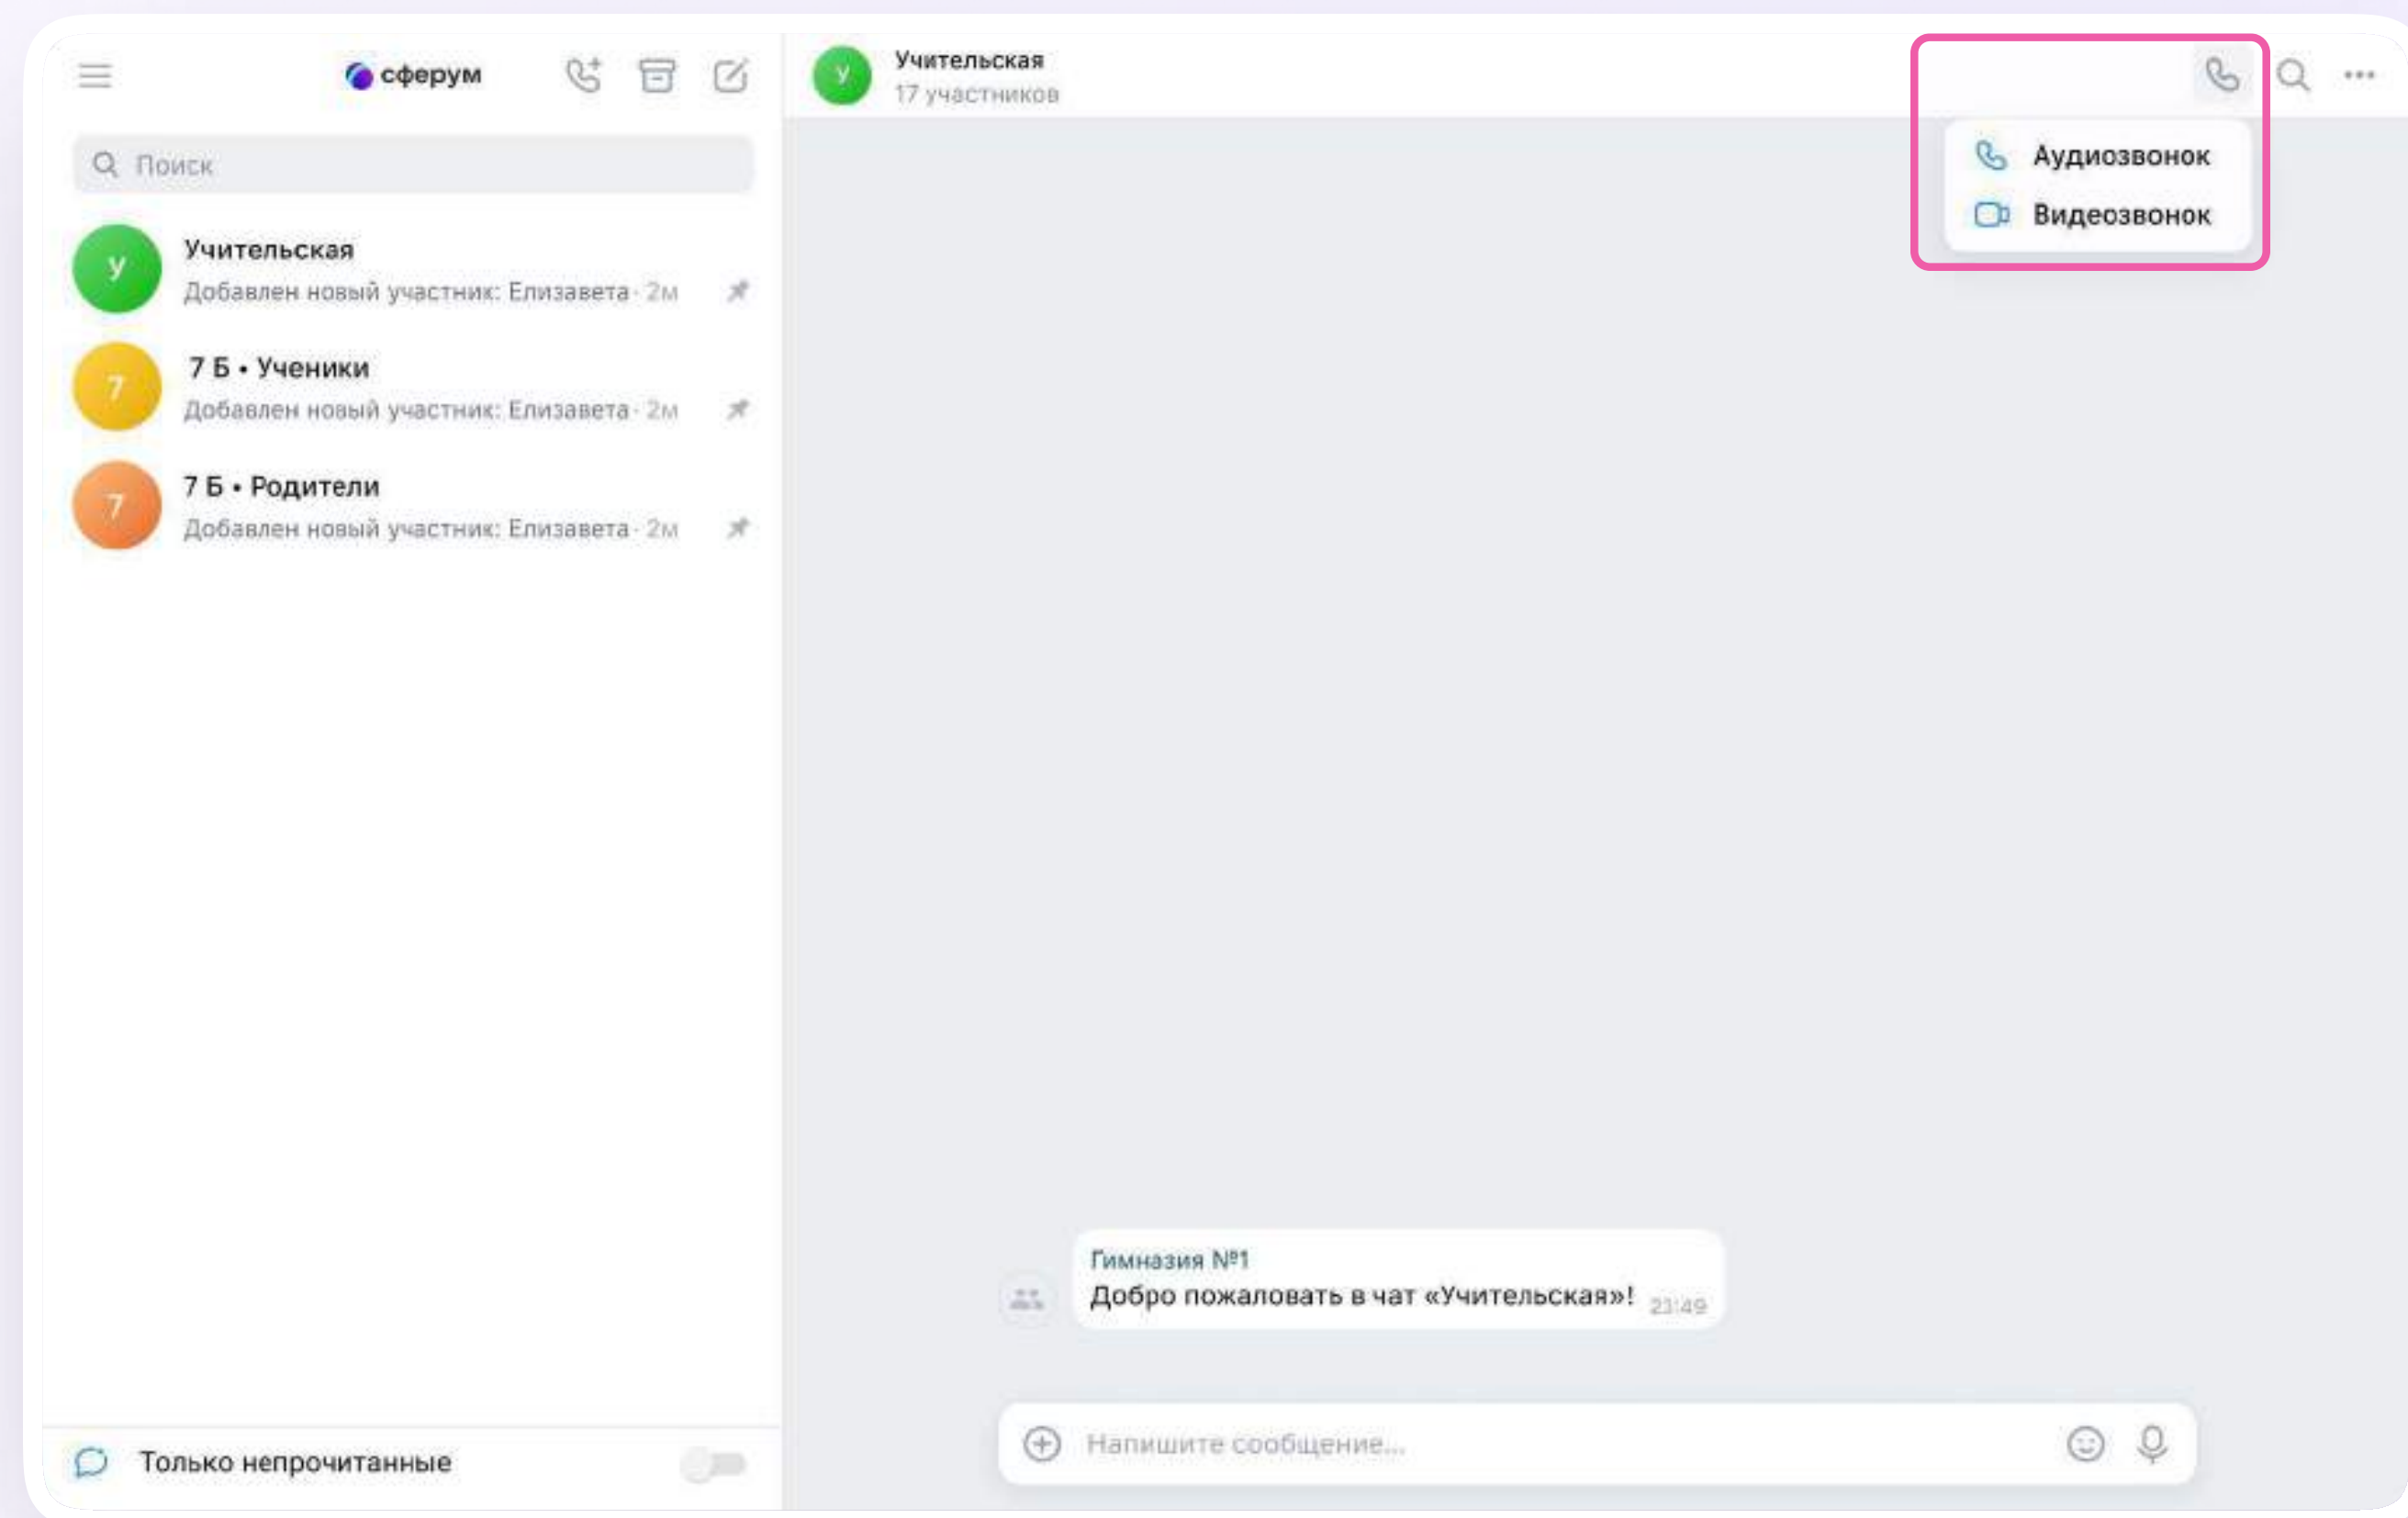 сферум
Поиск
У
Учительская
Добавлен новый участник: Елизавета · 2м
7
7 Б • Ученики
Добавлен новый участник: Елизавета · 2м
7
7 Б • Родители
Добавлен новый участник: Елизавета · 2м
Только непрочитанные
У
Учительская
17 участников
Аудиозвонок
Видеозвонок
Гимназия №1
Добро пожаловать в чат «Учительская»! 23:49
Напишите сообщение...